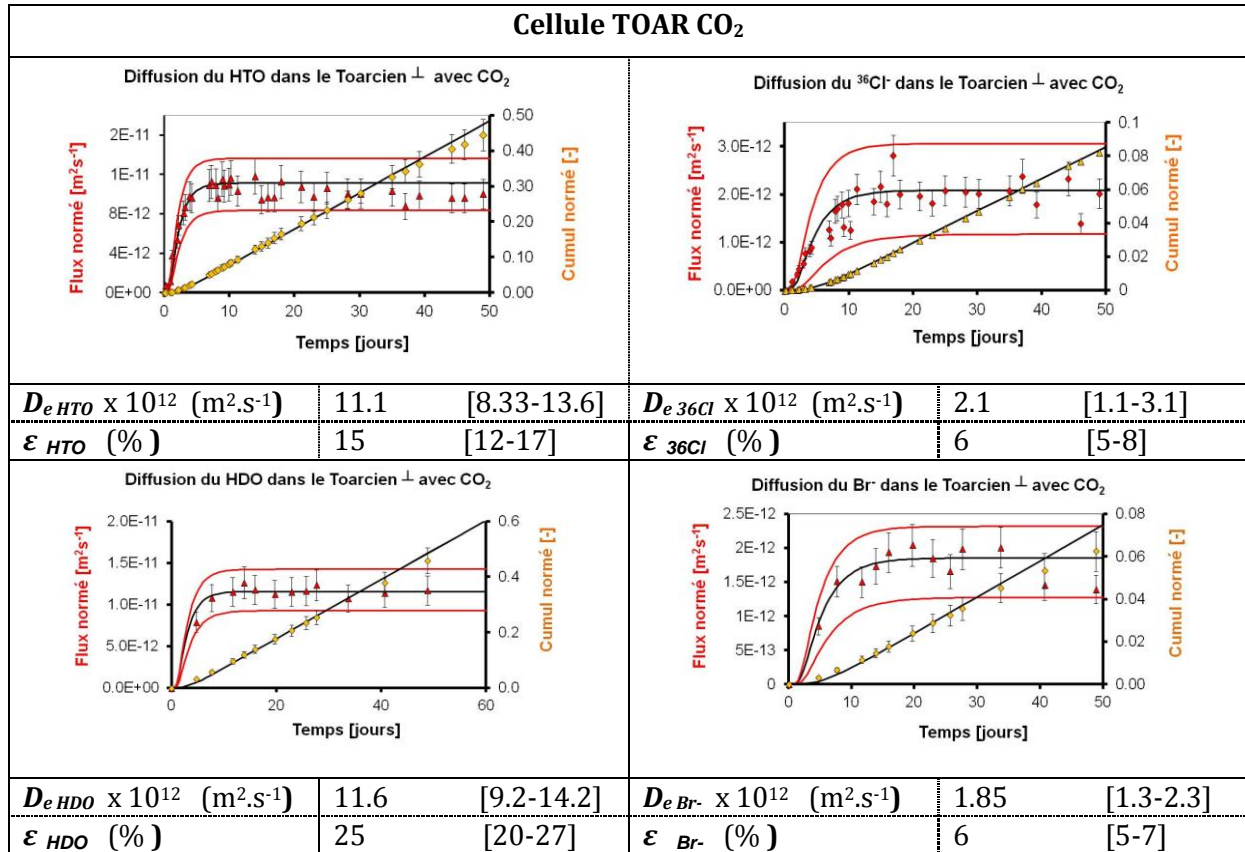 Cellule TOAR CO₂
Diffusion du HTO dans le Toarcien ⊥ avec CO₂
Flux normé [m²s⁻¹]
2E-11
1E-11
8E-12
4E-12
0E+00
0.50
0.40
0.30
0.20
0.10
0.00
Cumul normé [-]
0 10 20 30 40 50
Temps [jours]
Diffusion du ³⁶Cl⁻ dans le Toarcien ⊥ avec CO₂
Flux normé [m²s⁻¹]
3.0E-12
2.0E-12
1.0E-12
0.0E+00
0.1
0.08
0.06
0.04
0.02
0
Cumul normé [-]
0 10 20 30 40 50
Temps [jours]
De HTO x 10¹² (m².s⁻¹) 11.1 [8.33-13.6]
De 36Cl x 10¹² (m².s⁻¹) 2.1 [1.1-3.1]
ε HTO (%) 15 [12-17]
ε 36Cl (%) 6 [5-8]
Diffusion du HDO dans le Toarcien ⊥ avec CO₂
Flux normé [m²s⁻¹]
2.0E-11
1.5E-11
1.0E-11
5.0E-12
0.0E+00
0.6
0.4
0.2
0.0
Cumul normé [-]
0 20 40 60
Temps [jours]
Diffusion du Br⁻ dans le Toarcien ⊥ avec CO₂
Flux normé [m²s⁻¹]
2.5E-12
2E-12
1.5E-12
1E-12
5E-13
0
0.08
0.06
0.04
0.02
0.00
Cumul normé [-]
0 10 20 30 40 50
Temps [jours]
De HDO x 10¹² (m².s⁻¹) 11.6 [9.2-14.2]
De Br- x 10¹² (m².s⁻¹) 1.85 [1.3-2.3]
ε HDO (%) 25 [20-27]
ε Br- (%) 6 [5-7]